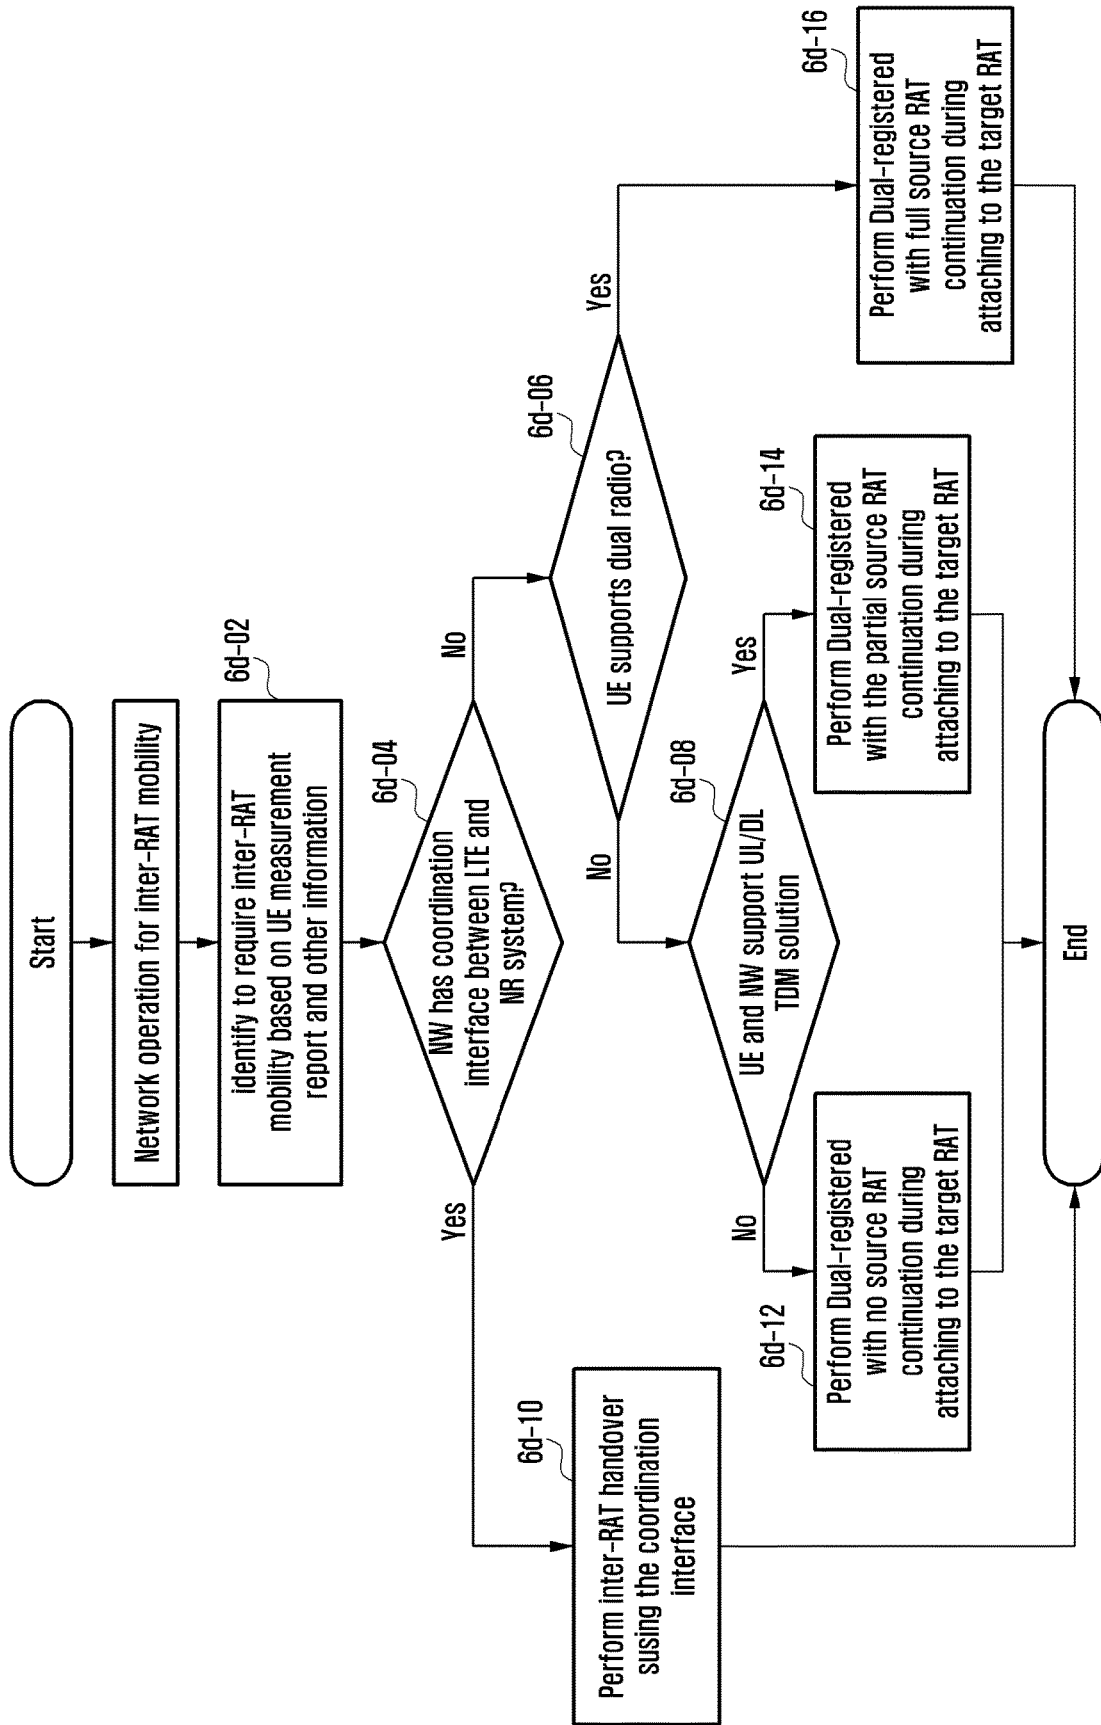 Start
Network operation for inter-RAT mobility
6d-02
identify to require inter-RAT
mobility based on UE measurement
report and other information
6d-04
NW has coordination
interface between LTE and
NR system?
Yes
No
6d-06
UE supports dual radio?
No
Yes
6d-08
UE and NW support UL/DL
TDM solution
No
Yes
6d-10
Perform inter-RAT handover
susing the coordination
interface
6d-12
Perform Dual-registered
with no source RAT
continuation during
attaching to the target RAT
6d-14
Perform Dual-registered
with the partial source RAT
continuation during
attaching to the target RAT
6d-16
Perform Dual-registered
with full source RAT
continuation during
attaching to the target RAT
End